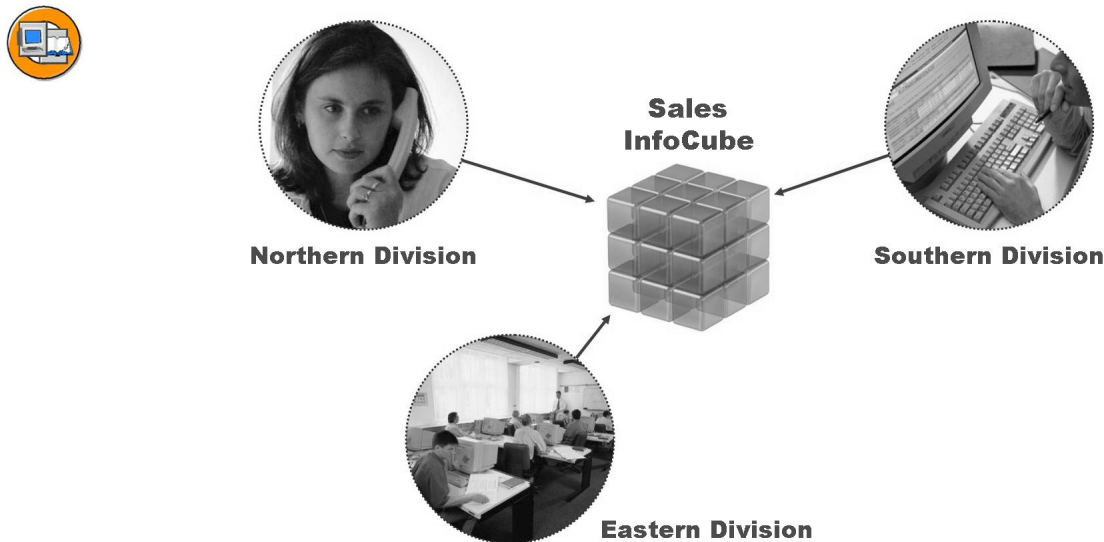 Sales
InfoCube
Northern Division
Southern Division
Eastern Division